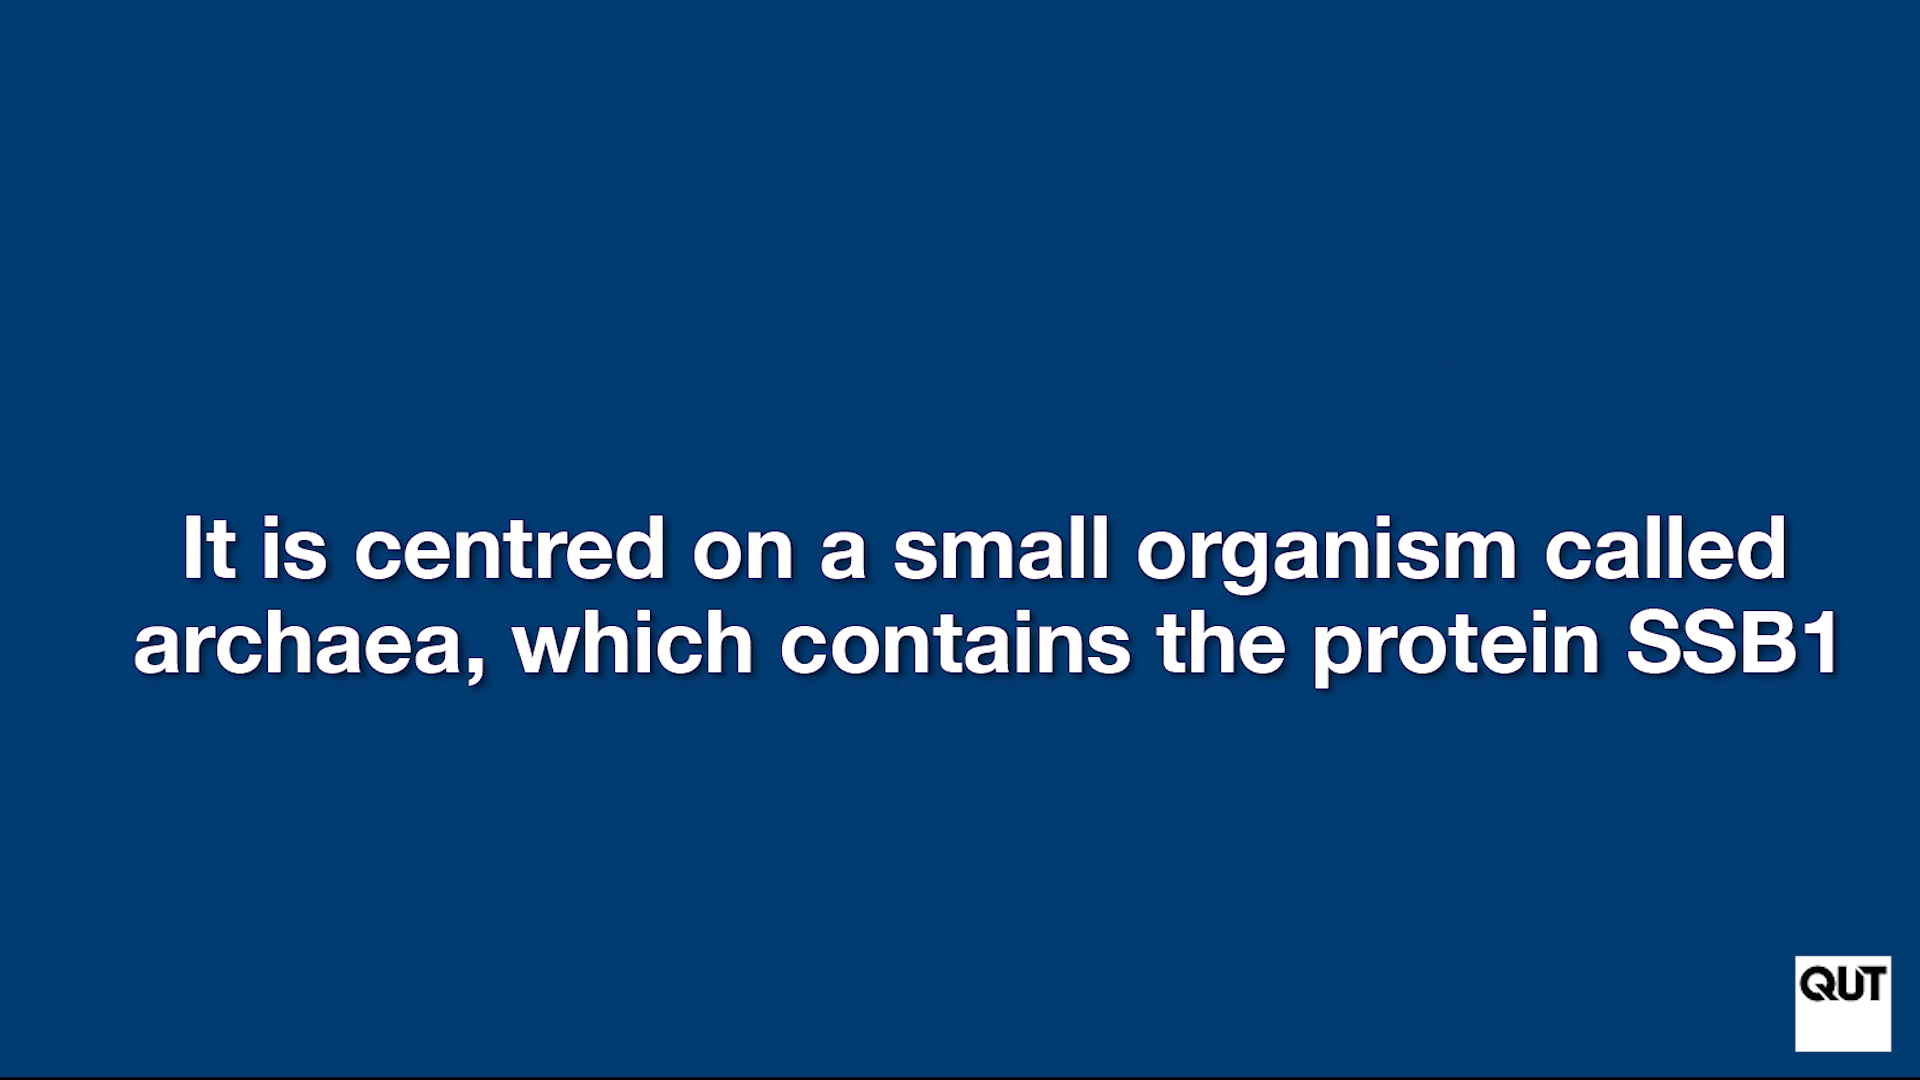 It is centred on a small organism called
archaea, which contains the protein SSB1
QUT